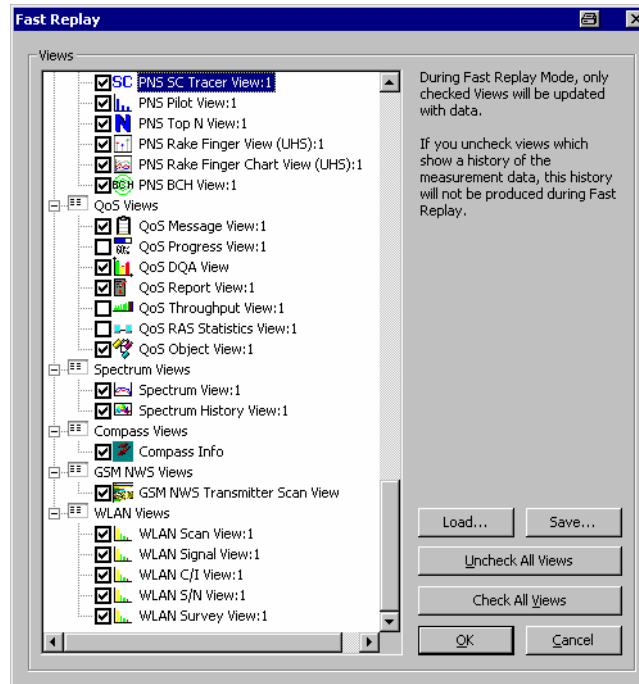 Fast Replay
Views
SC PNS SC Tracer View:1
PNS Pilot View:1
N PNS Top N View:1
PNS Rake Finger View (UHS):1
PNS Rake Finger Chart View (UHS):1
BCH PNS BCH View:1
QoS Views
QoS Message View:1
60% QoS Progress View:1
QoS DQA View
QoS Report View:1
QoS Throughput View:1
QoS RAS Statistics View:1
QoS Object View:1
Spectrum Views
Spectrum View:1
Spectrum History View:1
Compass Views
Compass Info
GSM NWS Views
GSM NWS Transmitter Scan View
WLAN Views
WLAN Scan View:1
WLAN Signal View:1
WLAN C/I View:1
WLAN S/N View:1
WLAN Survey View:1
During Fast Replay Mode, only
checked Views will be updated
with data.
If you uncheck views which
show a history of the
measurement data, this history
will not be produced during Fast
Replay.
Load...
Save...
Uncheck All Views
Check All Views
OK
Cancel